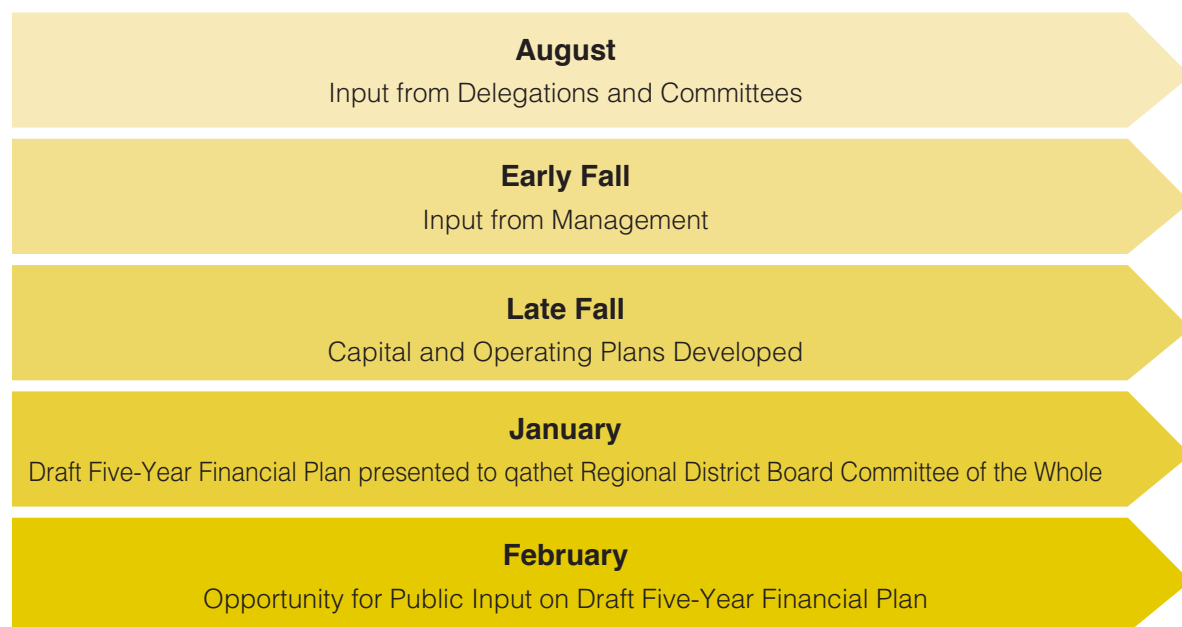 August
Input from Delegations and Committees
Early Fall
Input from Management
Late Fall
Capital and Operating Plans Developed
January
Draft Five-Year Financial Plan presented to qathet Regional District Board Committee of the Whole
February
Opportunity for Public Input on Draft Five-Year Financial Plan